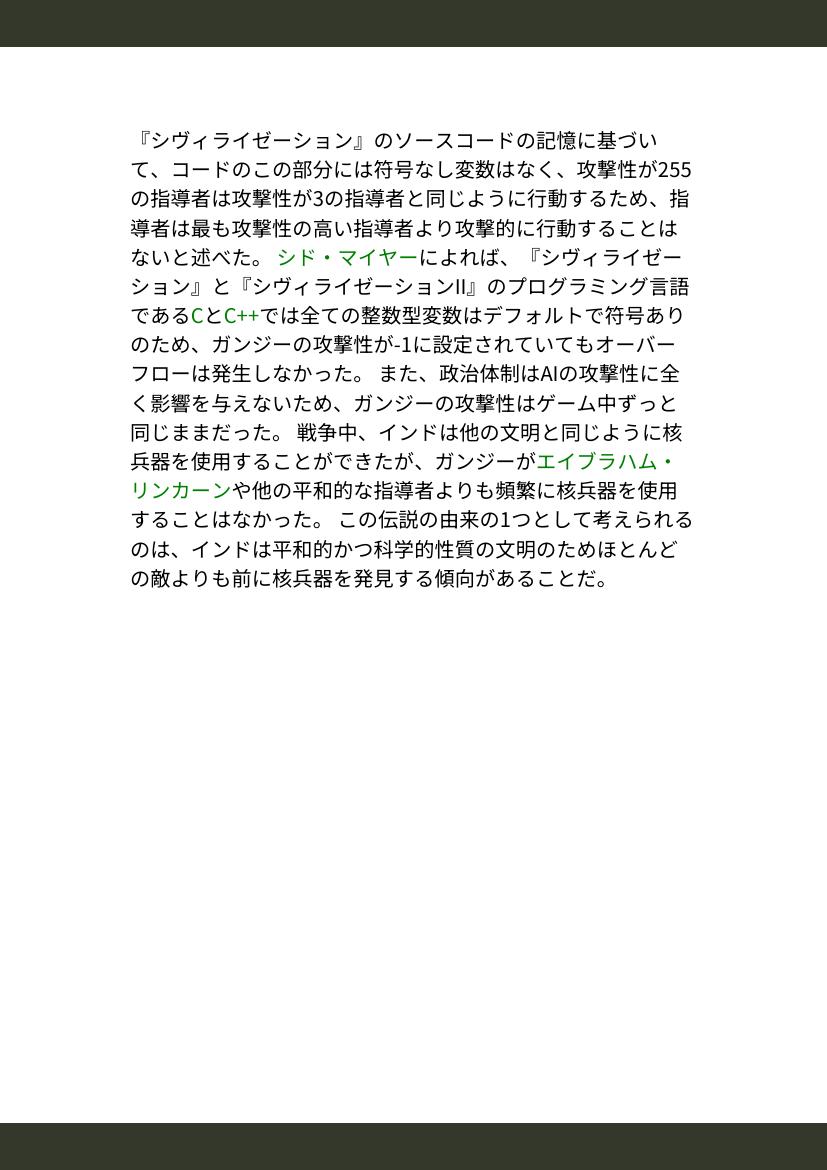 『シヴィライゼーション』のソースコードの記憶に基づい
て、コードのこの部分には符号なし変数はなく、攻撃性が255
の指導者は攻撃性が3の指導者と同じように行動するため、指
導者は最も攻撃性の高い指導者より攻撃的に行動することは
ないと述べた。 シド・マイヤーによれば、『シヴィライゼー
ション』と『シヴィライゼーションII』のプログラミング言語
であるCとC++では全ての整数型変数はデフォルトで符号あり
のため、ガンジーの攻撃性が-1に設定されていてもオーバー
フローは発生しなかった。 また、政治体制はAIの攻撃性に全
く影響を与えないため、ガンジーの攻撃性はゲーム中ずっと
同じままだった。 戦争中、インドは他の文明と同じように核
兵器を使用することができたが、ガンジーがエイブラハム・
リンカーンや他の平和的な指導者よりも頻繁に核兵器を使用
することはなかった。 この伝説の由来の1つとして考えられる
のは、インドは平和的かつ科学的性質の文明のためほとんど
の敵よりも前に核兵器を発見する傾向があることだ。